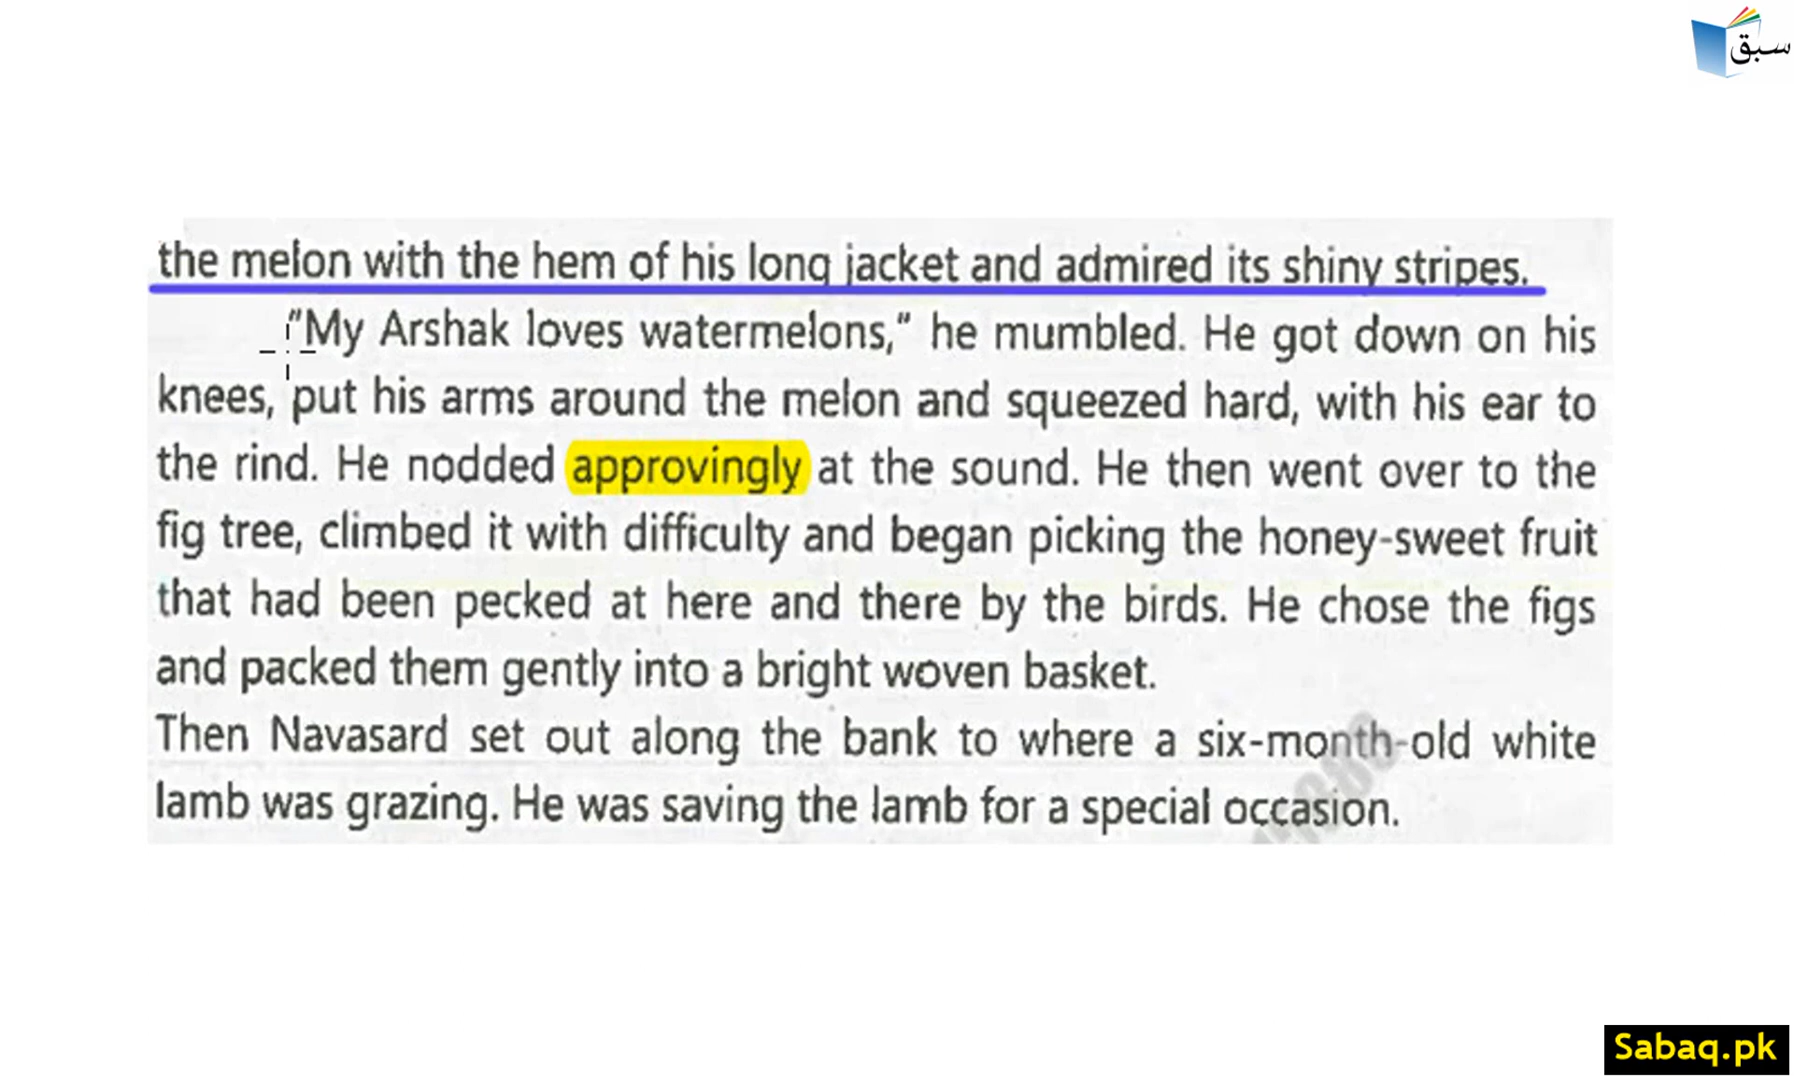 سبق
the melon with the hem of his long jacket and admired its shiny stripes.
"My Arshak loves watermelons," he mumbled. He got down on his
knees, put his arms around the melon and squeezed hard, with his ear to
the rind. He nodded approvingly at the sound. He then went over to the
fig tree, climbed it with difficulty and began picking the honey-sweet fruit
that had been pecked at here and there by the birds. He chose the figs
and packed them gently into a bright woven basket.
Then Navasard set out along the bank to where a six-month-old white
lamb was grazing. He was saving the lamb for a special occasion.
Sabaq.pk